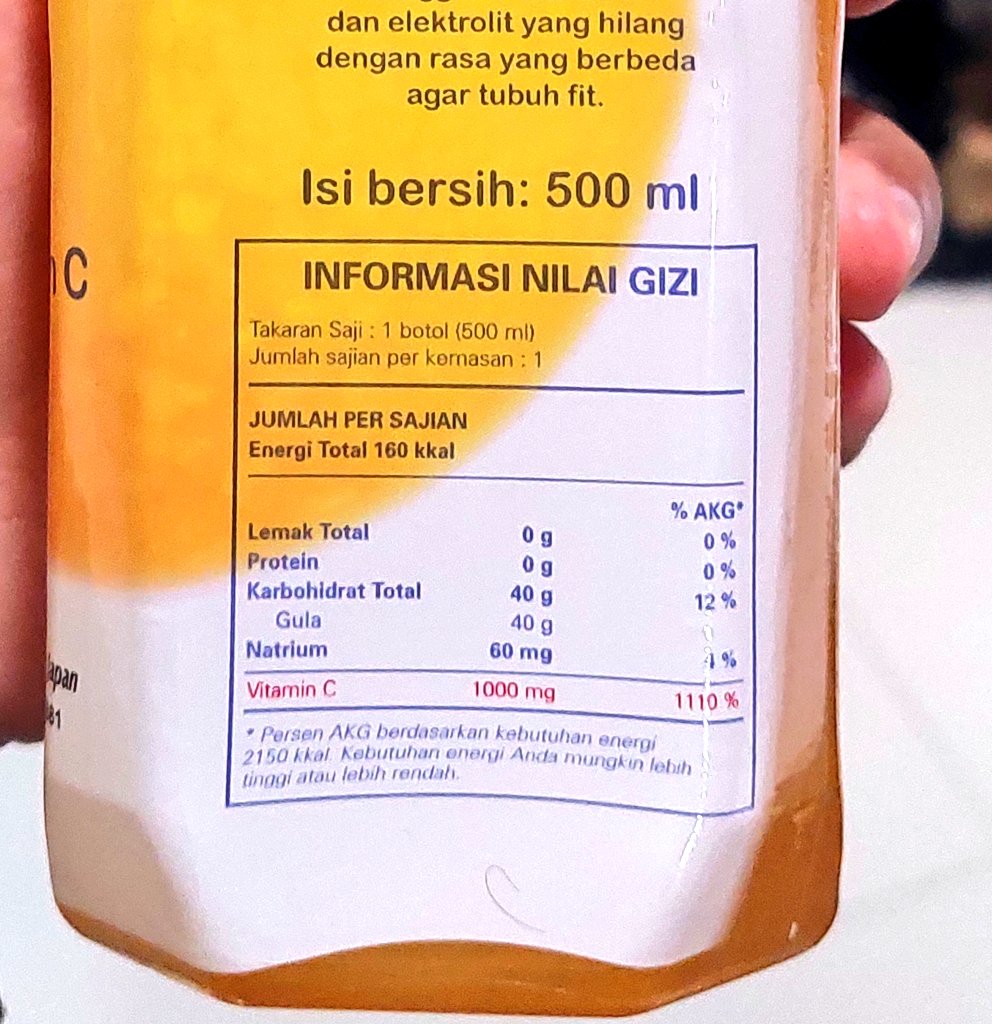 dan elektrolit yang hilang
dengan rasa yang berbeda
agar tubuh fit.
Isi bersih: 500 ml
C
INFORMASI NILAI GIZI
Takaran Saji : 1 botol (500 ml)
Jumlah sajian per kemasan : 1
JUMLAH PER SAJIAN
Energi Total 160 kkal
% AKG*
Lemak Total 0 g 0 %
Protein 0 g 0 %
Karbohidrat Total 40 g 12 %
Gula 40 g
Natrium 60 mg %
Vitamin C 1000 mg 1110 %
* Persen AKG berdasarkan kebutuhan energi
2150 kkal. Kebutuhan energi Anda mungkin lebih
tinggi atau lebih rendah.